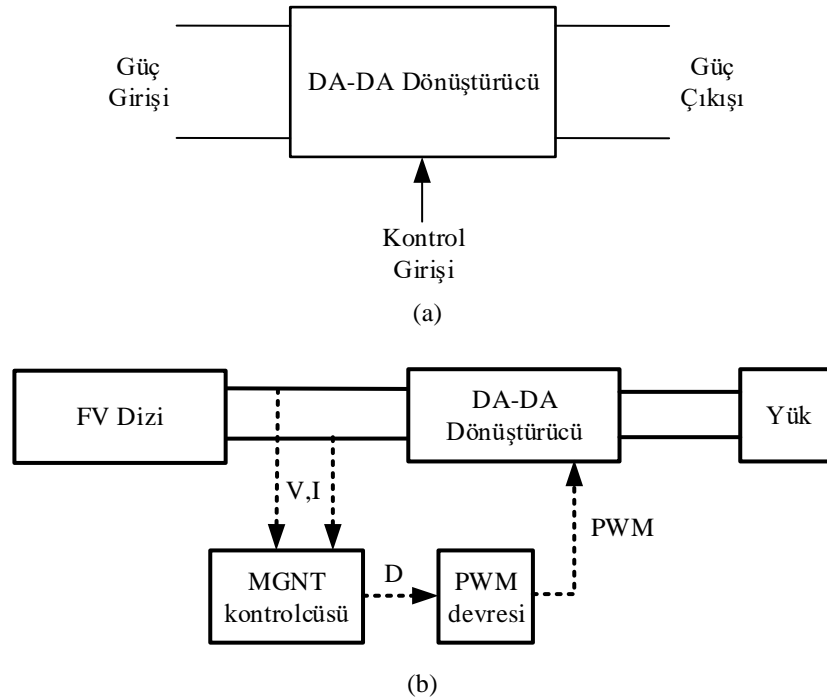 Güç
Girişi
DA-DA Dönüştürücü
Güç
Çıkışı
Kontrol
Girişi
(a)
FV Dizi
DA-DA
Dönüştürücü
Yük
V,I
PWM
MGNT
kontrolcüsü
D
PWM
devresi
(b)